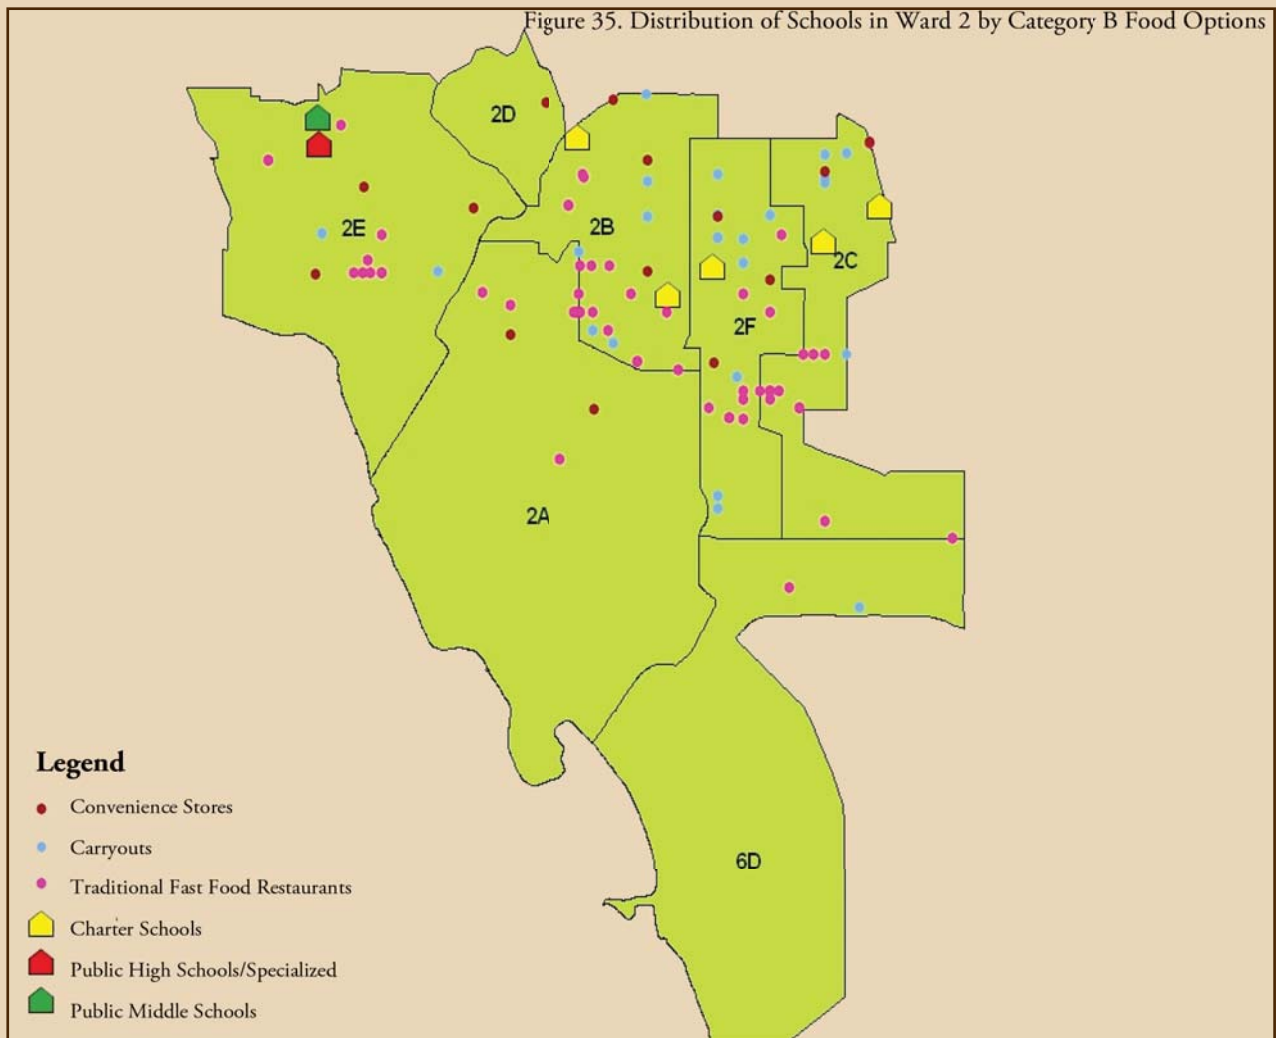 Figure 35. Distribution of Schools in Ward 2 by Category B Food Options
2D
2E
2B
2C
2F
2A
6D
Legend
Convenience Stores
Carryouts
Traditional Fast Food Restaurants
Charter Schools
Public High Schools/Specialized
Public Middle Schools